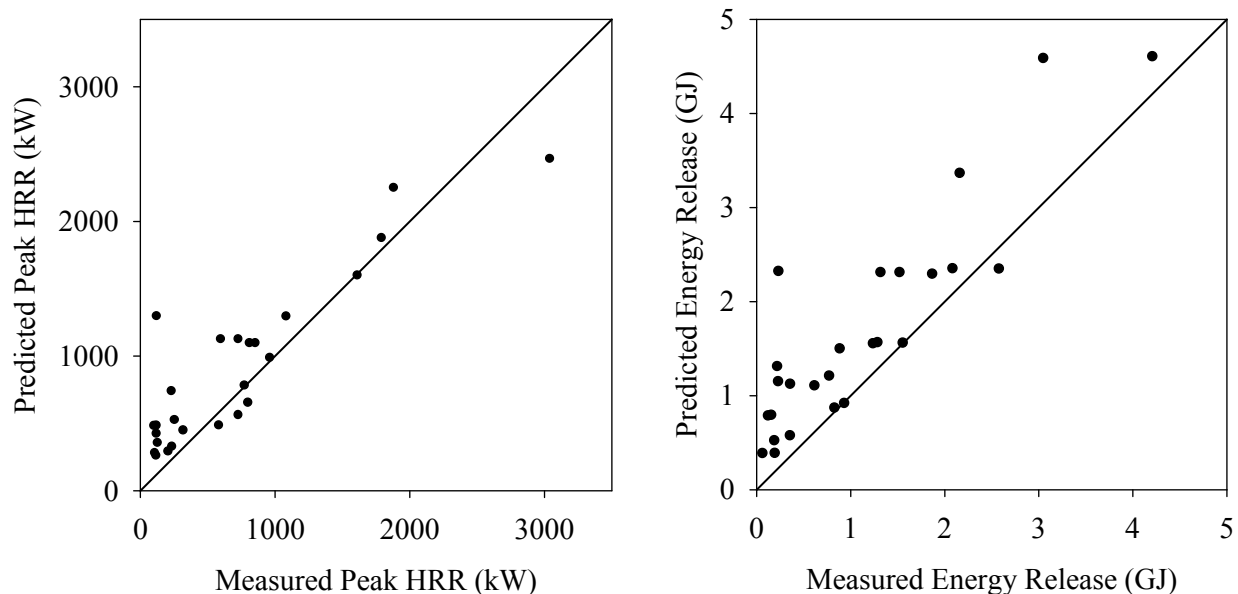 Predicted Peak HRR (kW)
3000
2000
1000
0
0 1000 2000 3000
Measured Peak HRR (kW)
Predicted Energy Release (GJ)
5
4
3
2
1
0
0 1 2 3 4 5
Measured Energy Release (GJ)